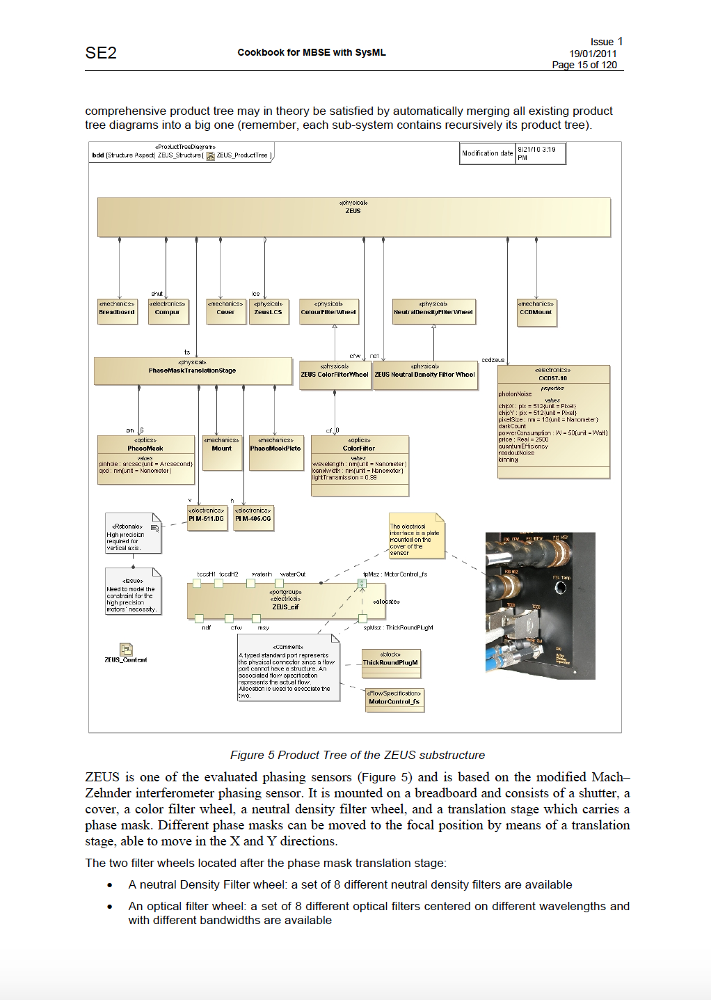 SE2
Cookbook for MBSE with SysML
Issue 1
19/01/2011
Page 15 of 120
comprehensive product tree may in theory be satisfied by automatically merging all existing product
tree diagrams into a big one (remember, each sub-system contains recursively its product tree).
«ProductTreeDiagram»
bdd [Structure Aspect] ZEUS_Structure [ ZEUS_ProductTree ]
Modification date
8/21/10 3:19
PM
«physical»
ZEUS
shut
lcs
«mechanics»
Breadboard
«electronics»
Compur
«mechanics»
Cover
«physical»
ZeusLCS
«physical»
ColourFilterWheel
«physical»
NeutralDensityFilterWheel
«mechanics»
CCDMount
ts
cfw
ndf
ccdzeus
«physical»
PhaseMaskTranslationStage
«physical»
ZEUS ColorFilterWheel
«physical»
ZEUS Neutral Density Filter Wheel
«electronics»
CCD57-10
properties
photonNoise
values
chipX : pix = 512{unit = Pixel}
chipY : pix = 512{unit = Pixel}
pixelSize : nm = 13{unit = Nanometer}
darkCount
powerConsumption : W = 50{unit = Watt}
price : Real = 2500
quantumEfficiency
readoutNoise
binning
pm 6
cf 8
«optics»
PhaseMask
values
pinhole : arcsec{unit = Arcsecond}
opd : nm{unit = Nanometer}
«mechanics»
Mount
«mechanics»
PhaseMaskPlate
«optics»
ColorFilter
values
wavelength : nm{unit = Nanometer}
bandwidth : nm{unit = Nanometer}
lightTransmission = 0.99
v
h
«electronics»
PI M-511.DG
«electronics»
PI M-405.CG
«Rationale»
High precision
required for
vertical axis.
The electrical
interface is a plate
mounted on the
cover of the
sensor
«Issue»
Need to model the
constraint for the
high precision
motors' necessity.
tccdH1 tccdH2 waterIn waterOut
fpMsz : MotorControl_fs
«portgroup»
«electrical»
ZEUS_eif
«allocate»
ndf cfw msy
spMsz : ThickRoundPlugM
ZEUS_Content
«Comment»
A typed standard port represents
the physical connector since a flow
port cannot have a structure. An
associated flow specification
represents the actual flow.
Allocation is used to associate the
two.
«block»
ThickRoundPlugM
«FlowSpecification»
MotorControl_fs
Figure 5 Product Tree of the ZEUS substructure
ZEUS is one of the evaluated phasing sensors (Figure 5) and is based on the modified Mach–
Zehnder interferometer phasing sensor. It is mounted on a breadboard and consists of a shutter, a
cover, a color filter wheel, a neutral density filter wheel, and a translation stage which carries a
phase mask. Different phase masks can be moved to the focal position by means of a translation
stage, able to move in the X and Y directions.
The two filter wheels located after the phase mask translation stage:
• A neutral Density Filter wheel: a set of 8 different neutral density filters are available
• An optical filter wheel: a set of 8 different optical filters centered on different wavelengths and
with different bandwidths are available